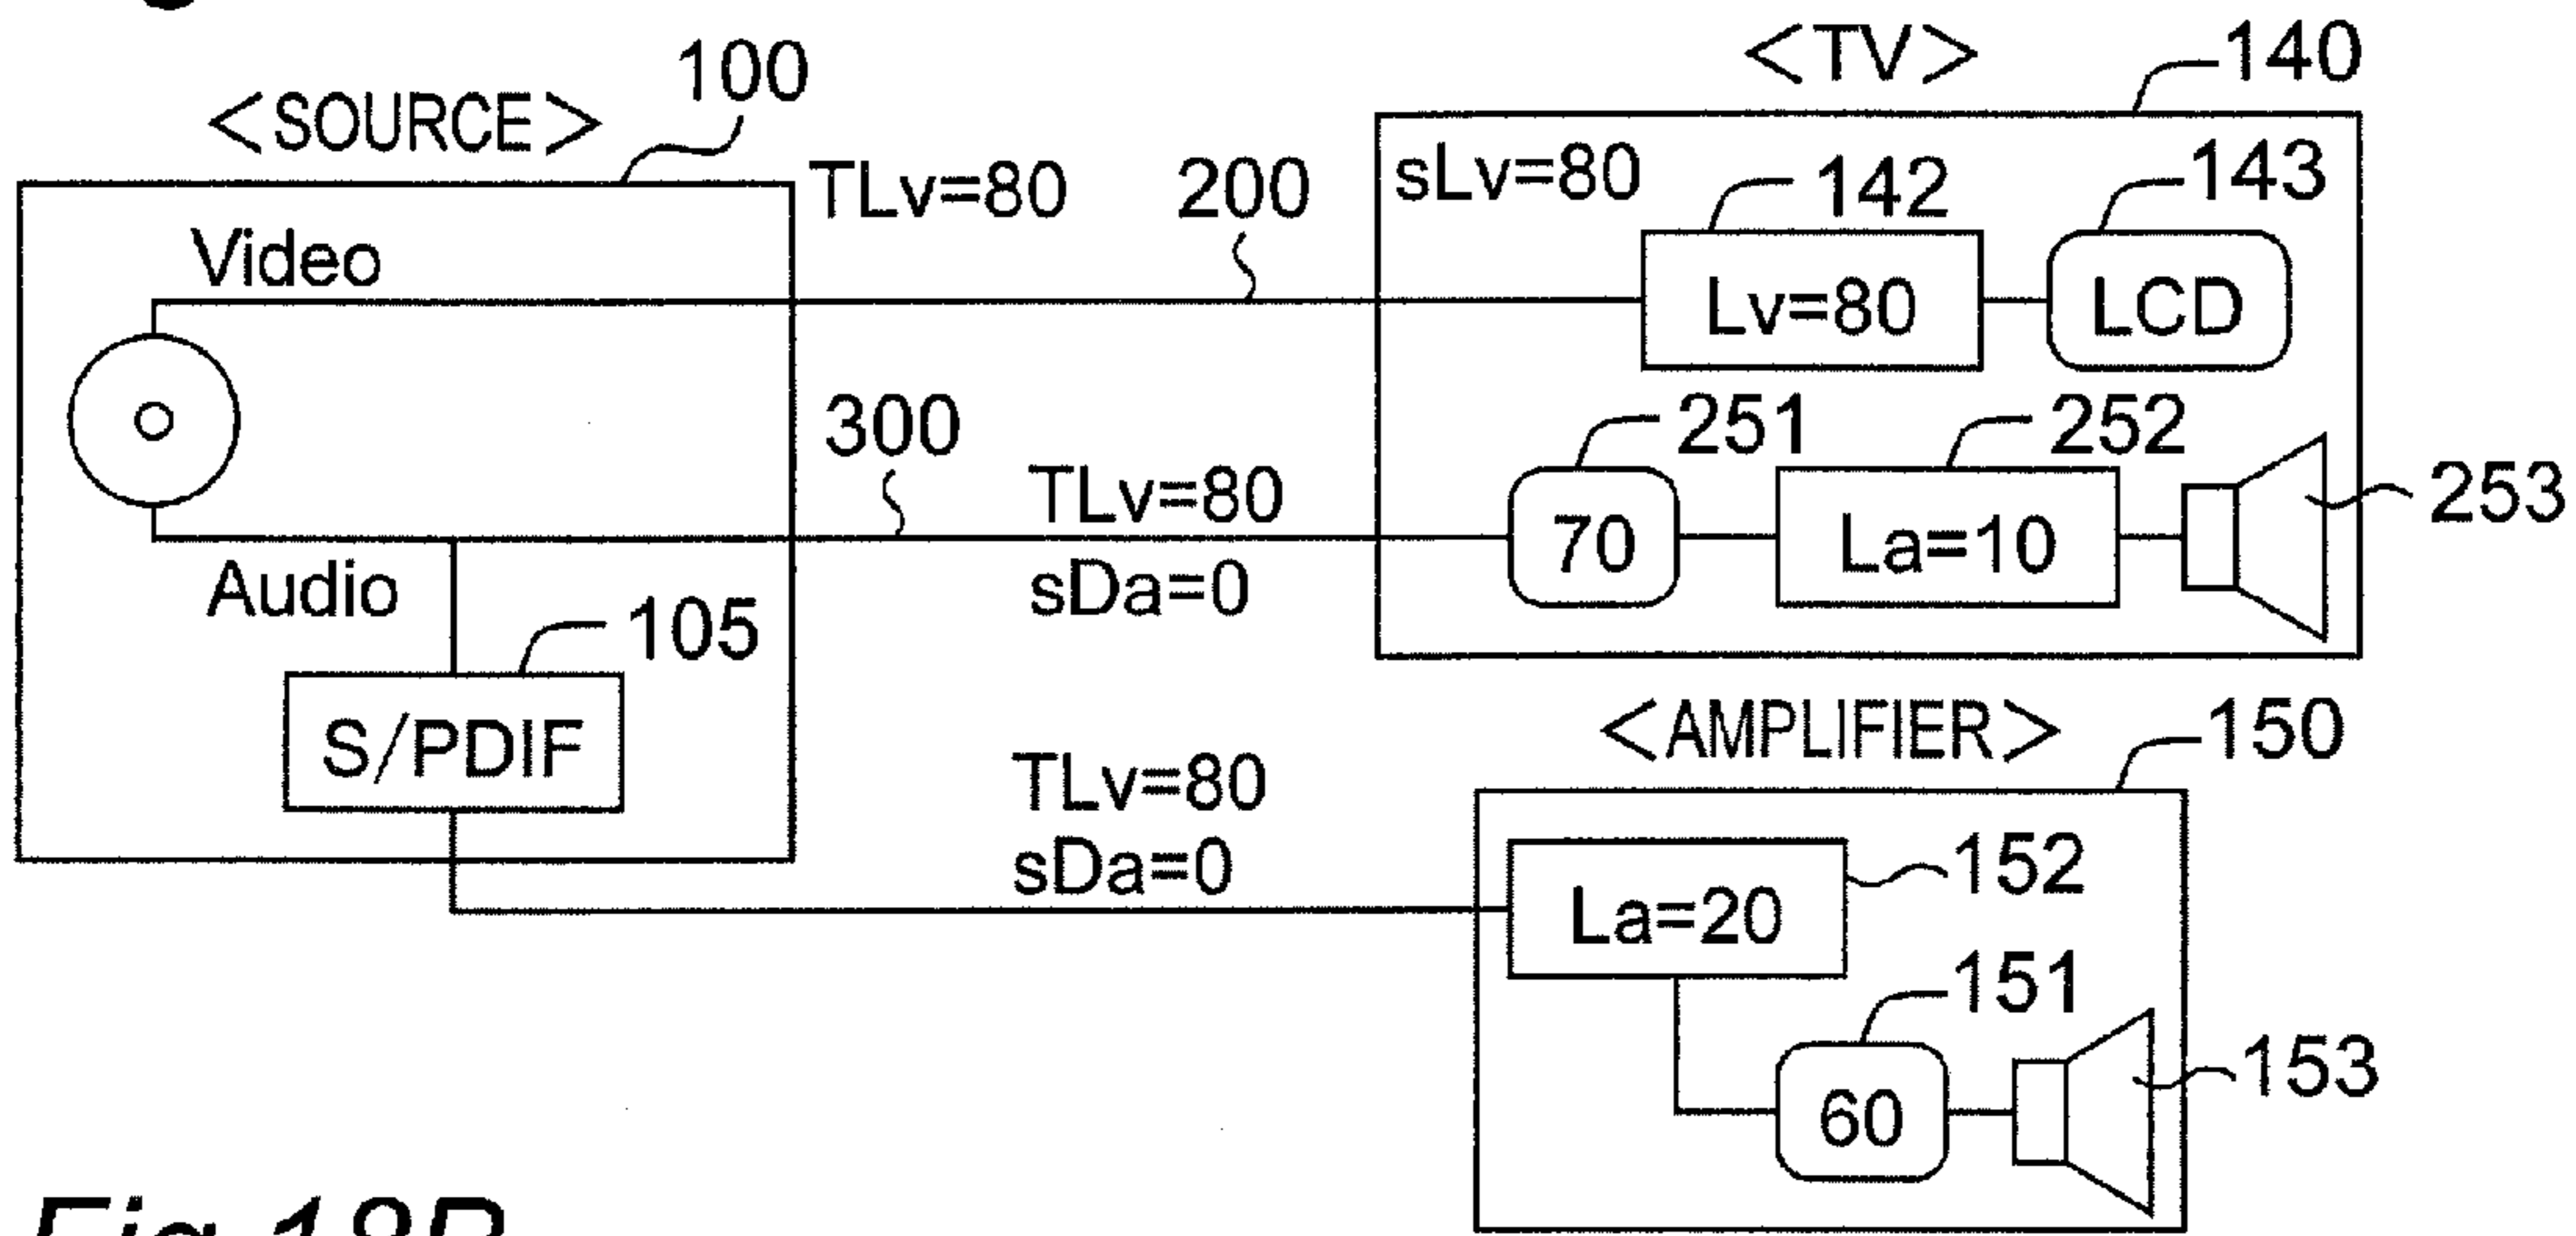 <SOURCE>
100
Video
Audio
105
S/PDIF
TLv=80
200
300
TLv=80
sDa=0
TLv=80
sDa=0
<TV>
140
sLv=80
142
143
Lv=80
LCD
251
252
253
70
La=10
<AMPLIFIER>
150
La=20
152
151
60
153